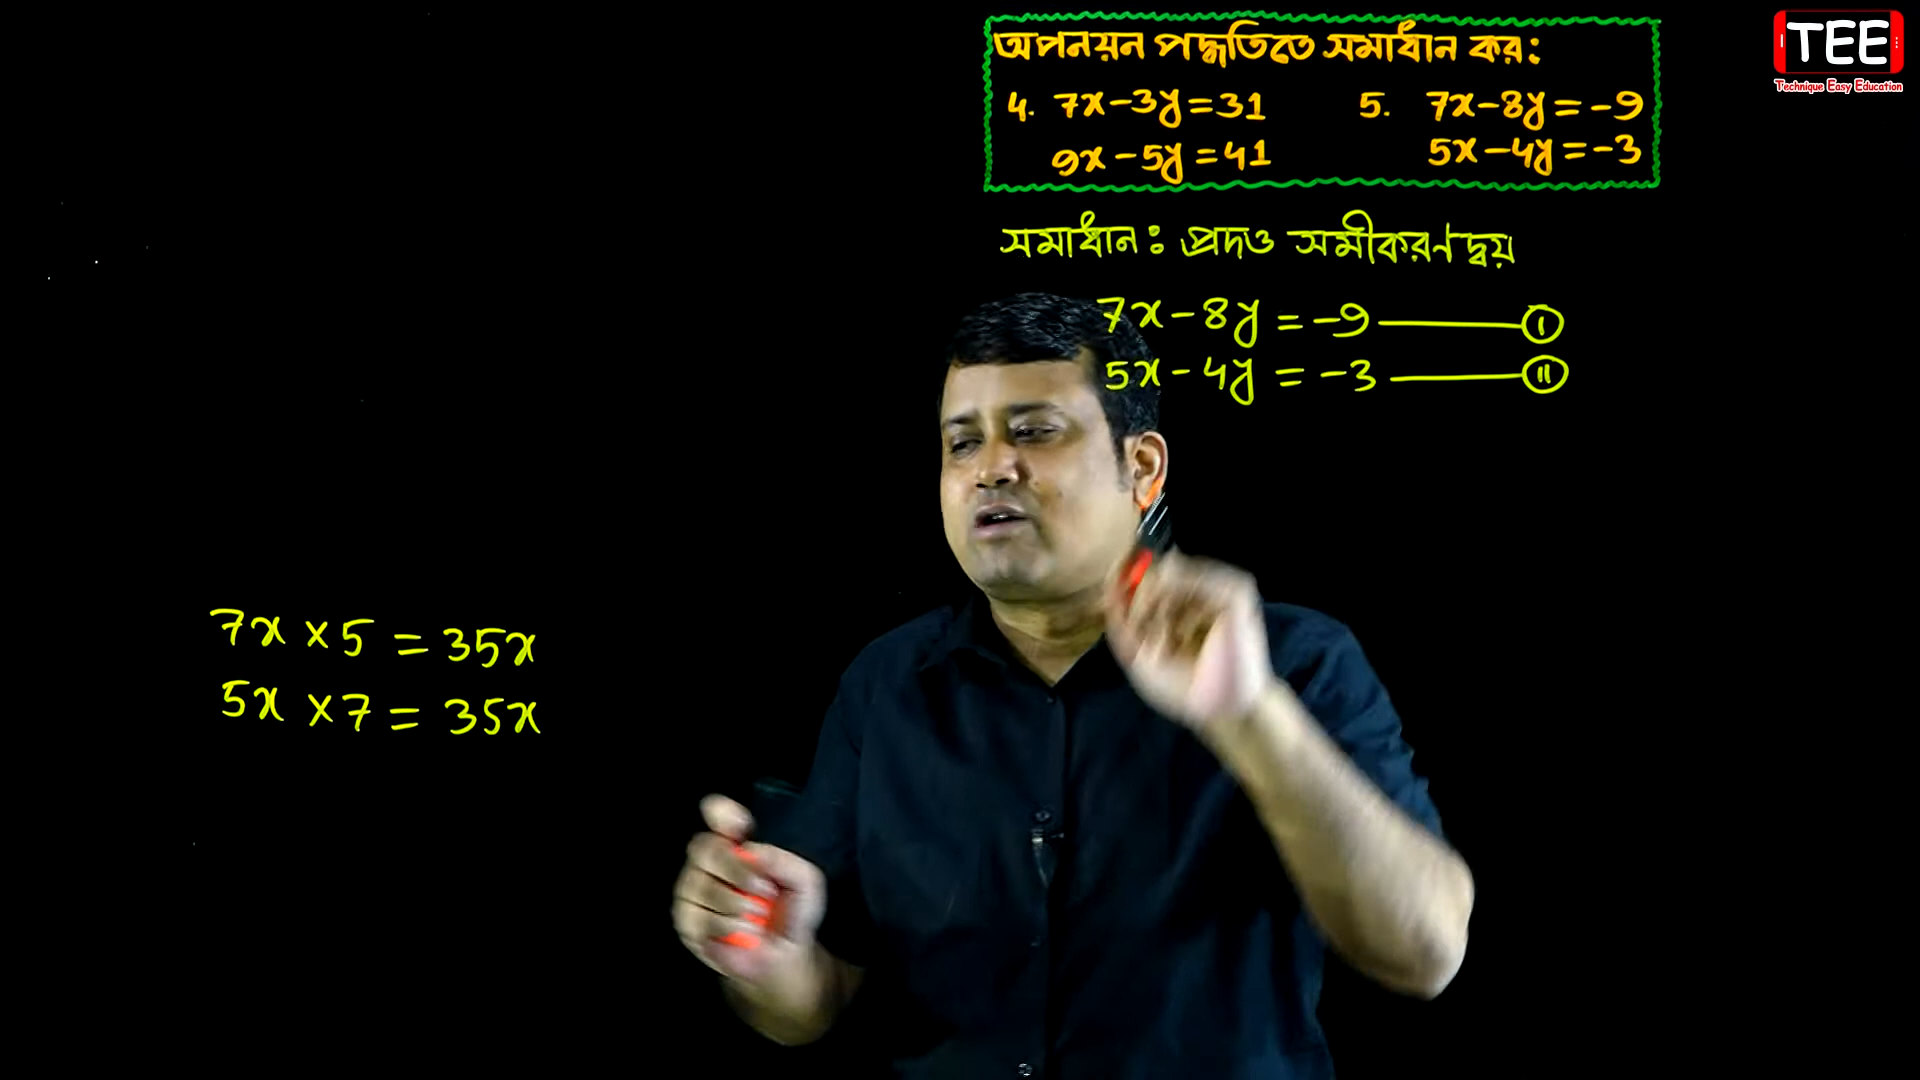 অপনয়ন পদ্ধতিতে সমাধান কর:
4. 7x-3y=31
9x-5y=41
5. 7x-8y=-9
5x-4y=-3
সমাধান: প্রদত্ত সমীকরণদ্বয়
7x-8y=-9 — (i)
5x-4y=-3 — (ii)
7x×5=35x
5x×7=35x
TEE
Technique Easy Education